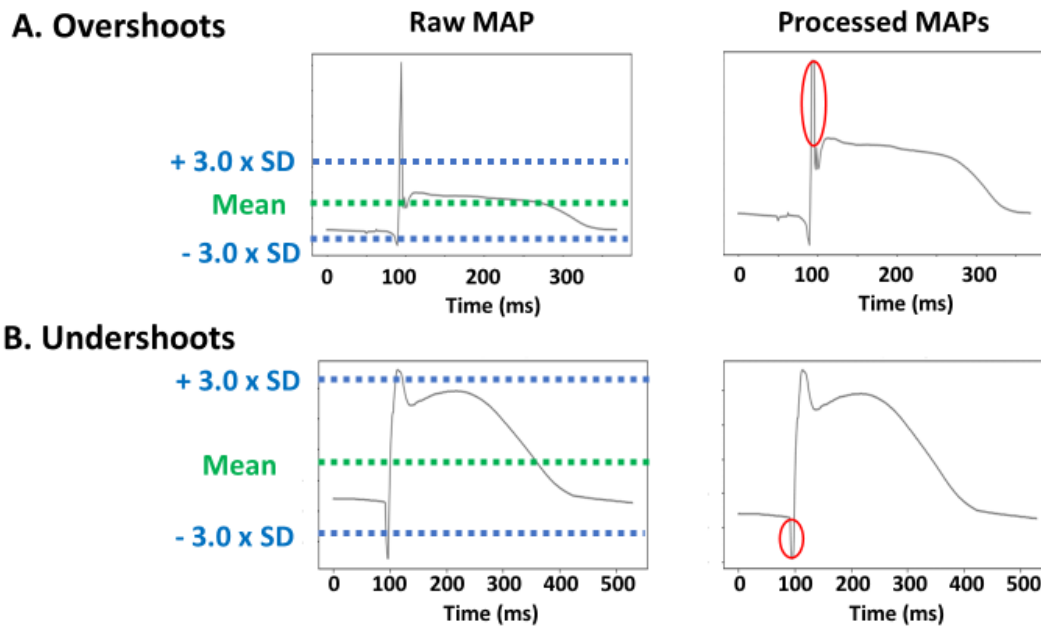 A. Overshoots
Raw MAP
Processed MAPs
+ 3.0 x SD
Mean
- 3.0 x SD
0 100 200 300
Time (ms)
0 100 200 300
Time (ms)
B. Undershoots
+ 3.0 x SD
Mean
- 3.0 x SD
0 100 200 300 400 500
Time (ms)
0 100 200 300 400 500
Time (ms)